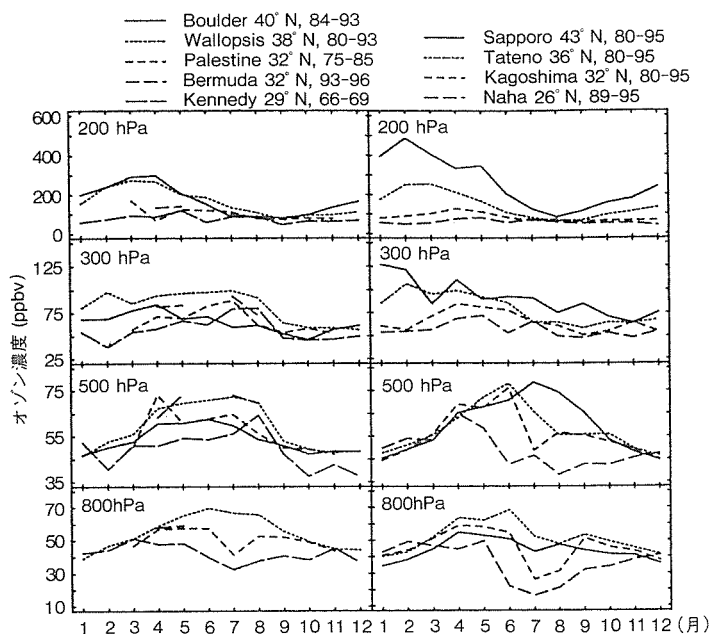 Boulder 40° N, 84-93
Wallopsis 38° N, 80-93
Palestine 32° N, 75-85
Bermuda 32° N, 93-96
Kennedy 29° N, 66-69
Sapporo 43° N, 80-95
Tateno 36° N, 80-95
Kagoshima 32° N, 80-95
Naha 26° N, 89-95
オゾン濃度 (ppbv)
600
400
200
0
200 hPa
200 hPa
125
75
25
300 hPa
300 hPa
75
55
35
500 hPa
500 hPa
70
50
30
10
800hPa
800 hPa
1 2 3 4 5 6 7 8 9 10 11 12
1 2 3 4 5 6 7 8 9 10 11 12 (月)